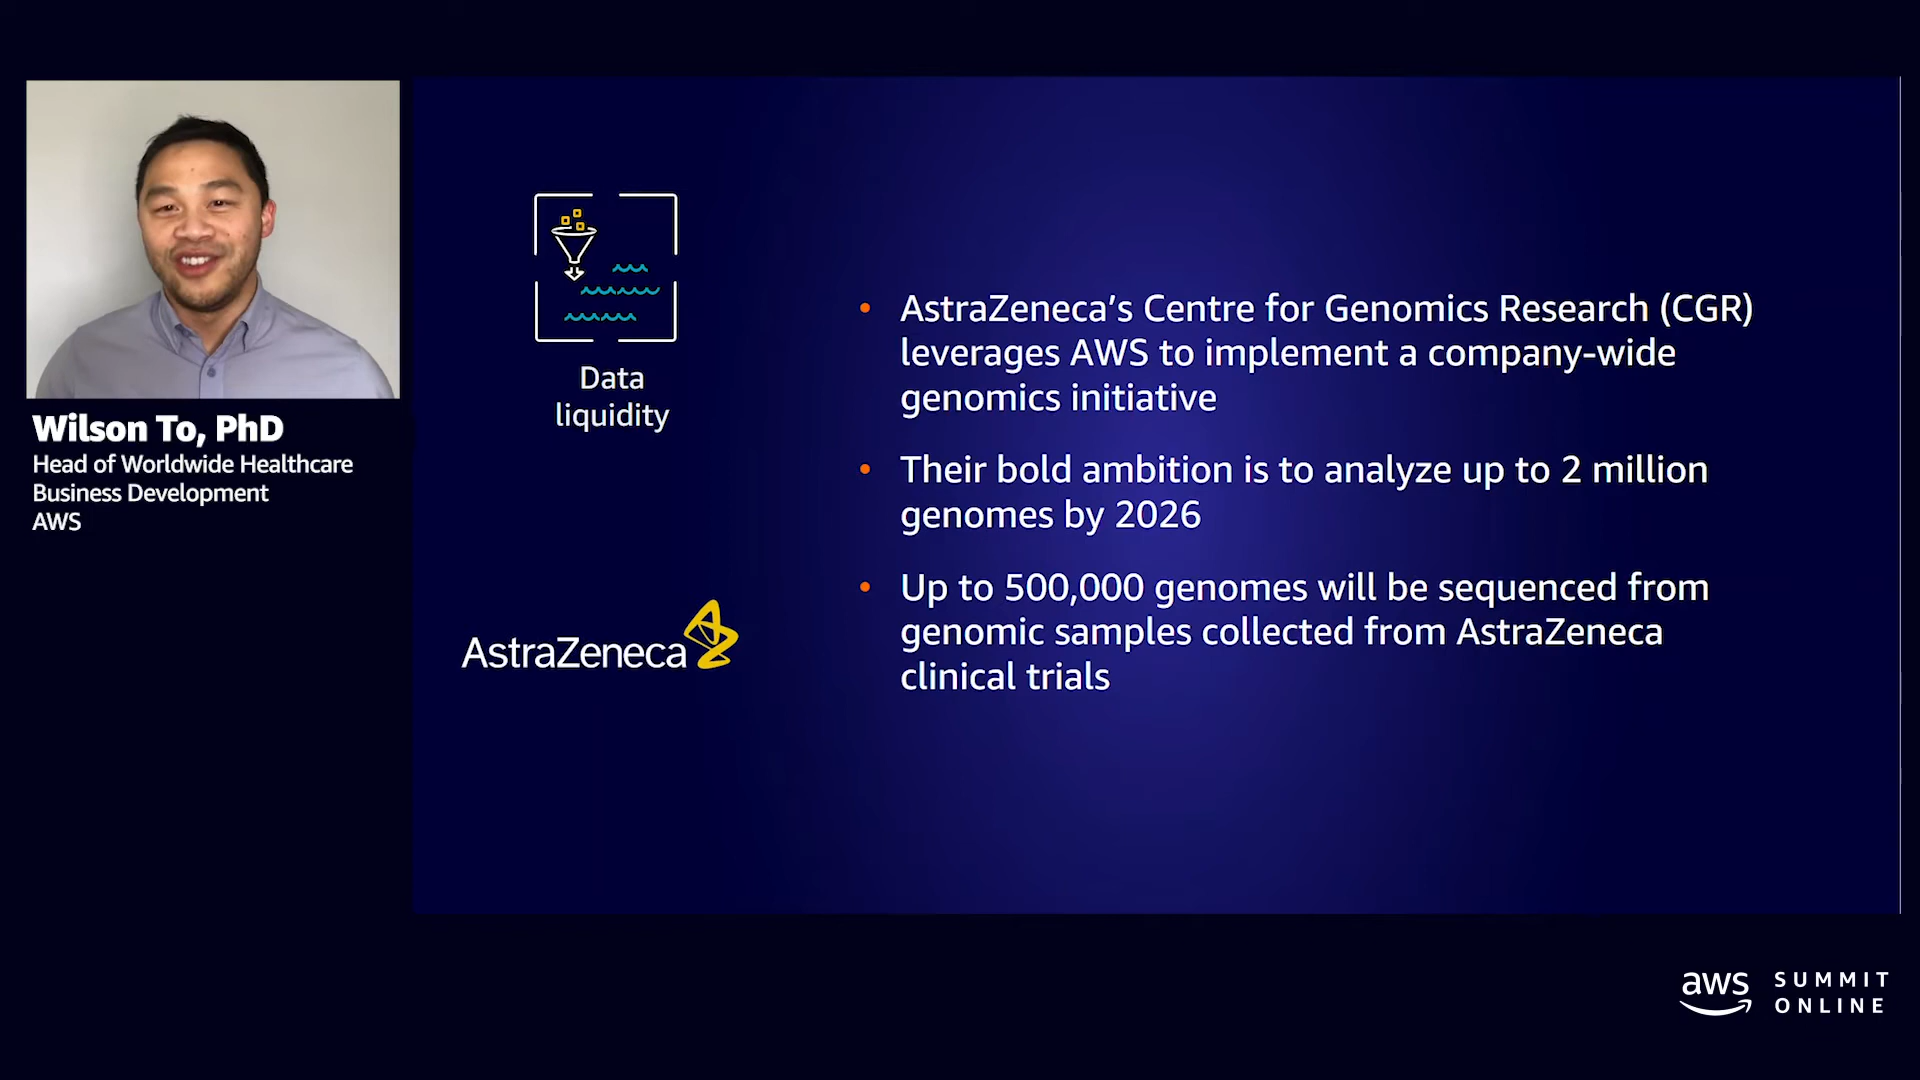 Wilson To, PhD
Head of Worldwide Healthcare
Business Development
AWS
Data
liquidity
AstraZeneca
• AstraZeneca’s Centre for Genomics Research (CGR)
leverages AWS to implement a company-wide
genomics initiative
• Their bold ambition is to analyze up to 2 million
genomes by 2026
• Up to 500,000 genomes will be sequenced from
genomic samples collected from AstraZeneca
clinical trials
aws SUMMIT
ONLINE